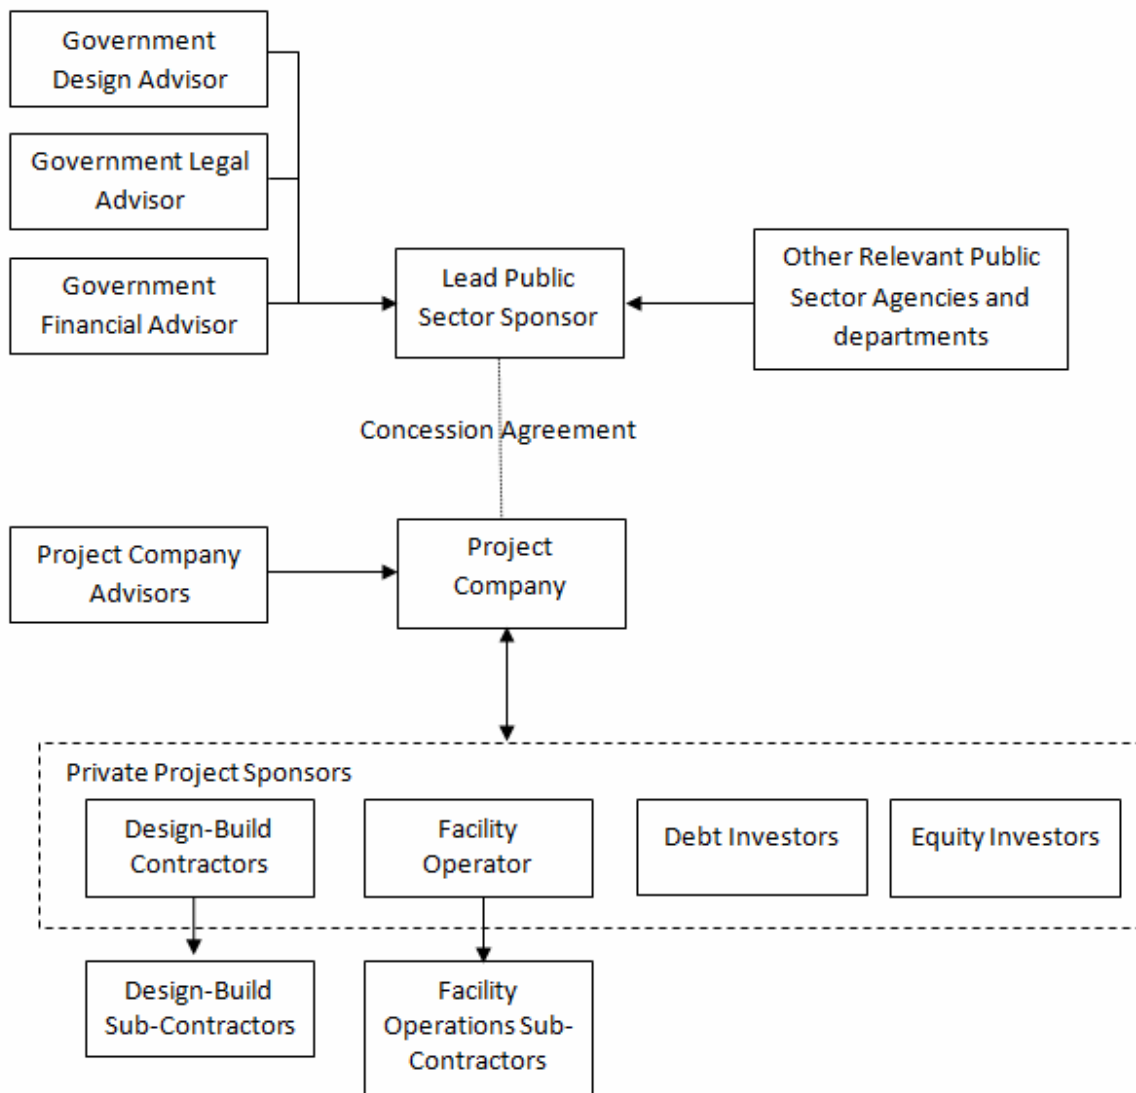 Government
Design Advisor
Government Legal
Advisor
Government
Financial Advisor
Lead Public
Sector Sponsor
Other Relevant Public
Sector Agencies and
departments
Concession Agreement
Project Company
Advisors
Project
Company
Private Project Sponsors
Design-Build
Contractors
Facility
Operator
Debt Investors
Equity Investors
Design-Build
Sub-Contractors
Facility
Operations Sub-
Contractors